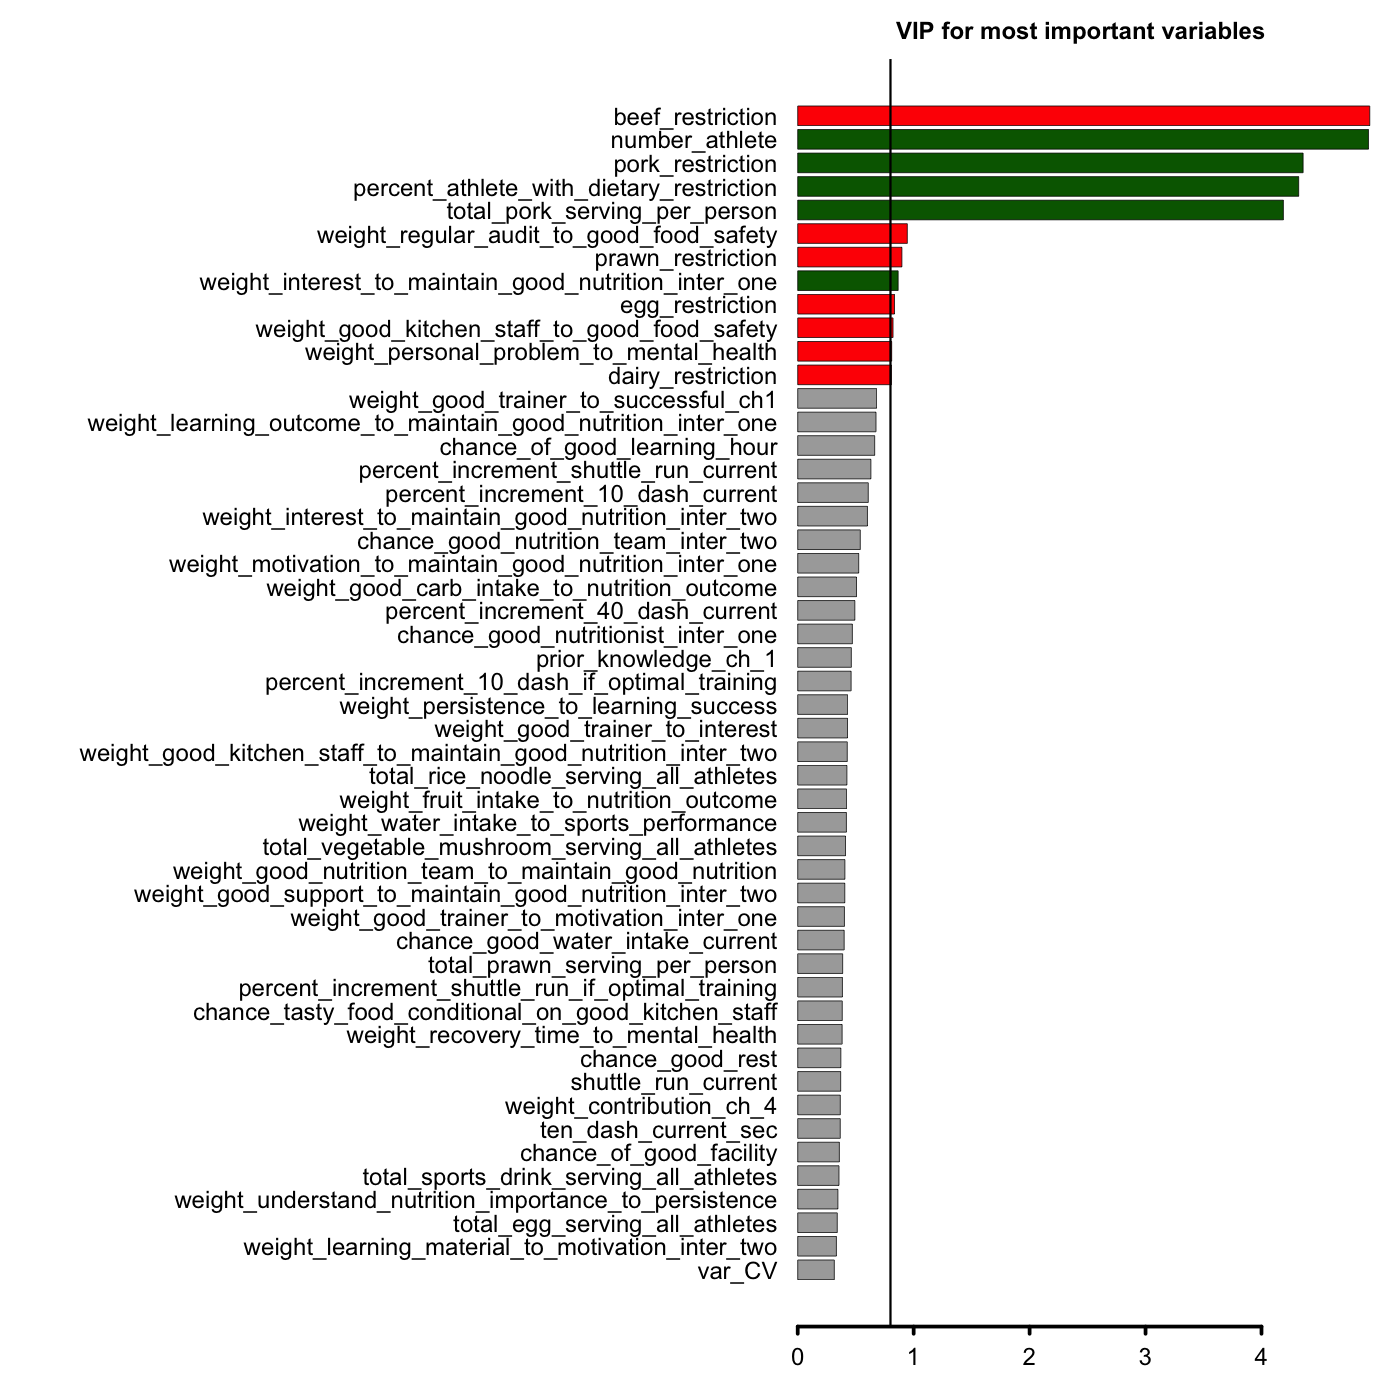 VIP for most important variables
beef_restriction
number_athlete
pork_restriction
percent_athlete_with_dietary_restriction
total_pork_serving_per_person
weight_regular_audit_to_good_food_safety
prawn_restriction
weight_interest_to_maintain_good_nutrition_inter_one
egg_restriction
weight_good_kitchen_staff_to_good_food_safety
weight_personal_problem_to_mental_health
dairy_restriction
weight_good_trainer_to_successful_ch1
weight_learning_outcome_to_maintain_good_nutrition_inter_one
chance_of_good_learning_hour
percent_increment_shuttle_run_current
percent_increment_10_dash_current
weight_interest_to_maintain_good_nutrition_inter_two
chance_good_nutrition_team_inter_two
weight_motivation_to_maintain_good_nutrition_inter_one
weight_good_carb_intake_to_nutrition_outcome
percent_increment_40_dash_current
chance_good_nutritionist_inter_one
prior_knowledge_ch_1
percent_increment_10_dash_if_optimal_training
weight_persistence_to_learning_success
weight_good_trainer_to_interest
weight_good_kitchen_staff_to_maintain_good_nutrition_inter_two
total_rice_noodle_serving_all_athletes
weight_fruit_intake_to_nutrition_outcome
weight_water_intake_to_sports_performance
total_vegetable_mushroom_serving_all_athletes
weight_good_nutrition_team_to_maintain_good_nutrition
weight_good_support_to_maintain_good_nutrition_inter_two
weight_good_trainer_to_motivation_inter_one
chance_good_water_intake_current
total_prawn_serving_per_person
percent_increment_shuttle_run_if_optimal_training
chance_tasty_food_conditional_on_good_kitchen_staff
weight_recovery_time_to_mental_health
chance_good_rest
shuttle_run_current
weight_contribution_ch_4
ten_dash_current_sec
chance_of_good_facility
total_sports_drink_serving_all_athletes
weight_understand_nutrition_importance_to_persistence
total_egg_serving_all_athletes
weight_learning_material_to_motivation_inter_two
var_CV
0 1 2 3 4